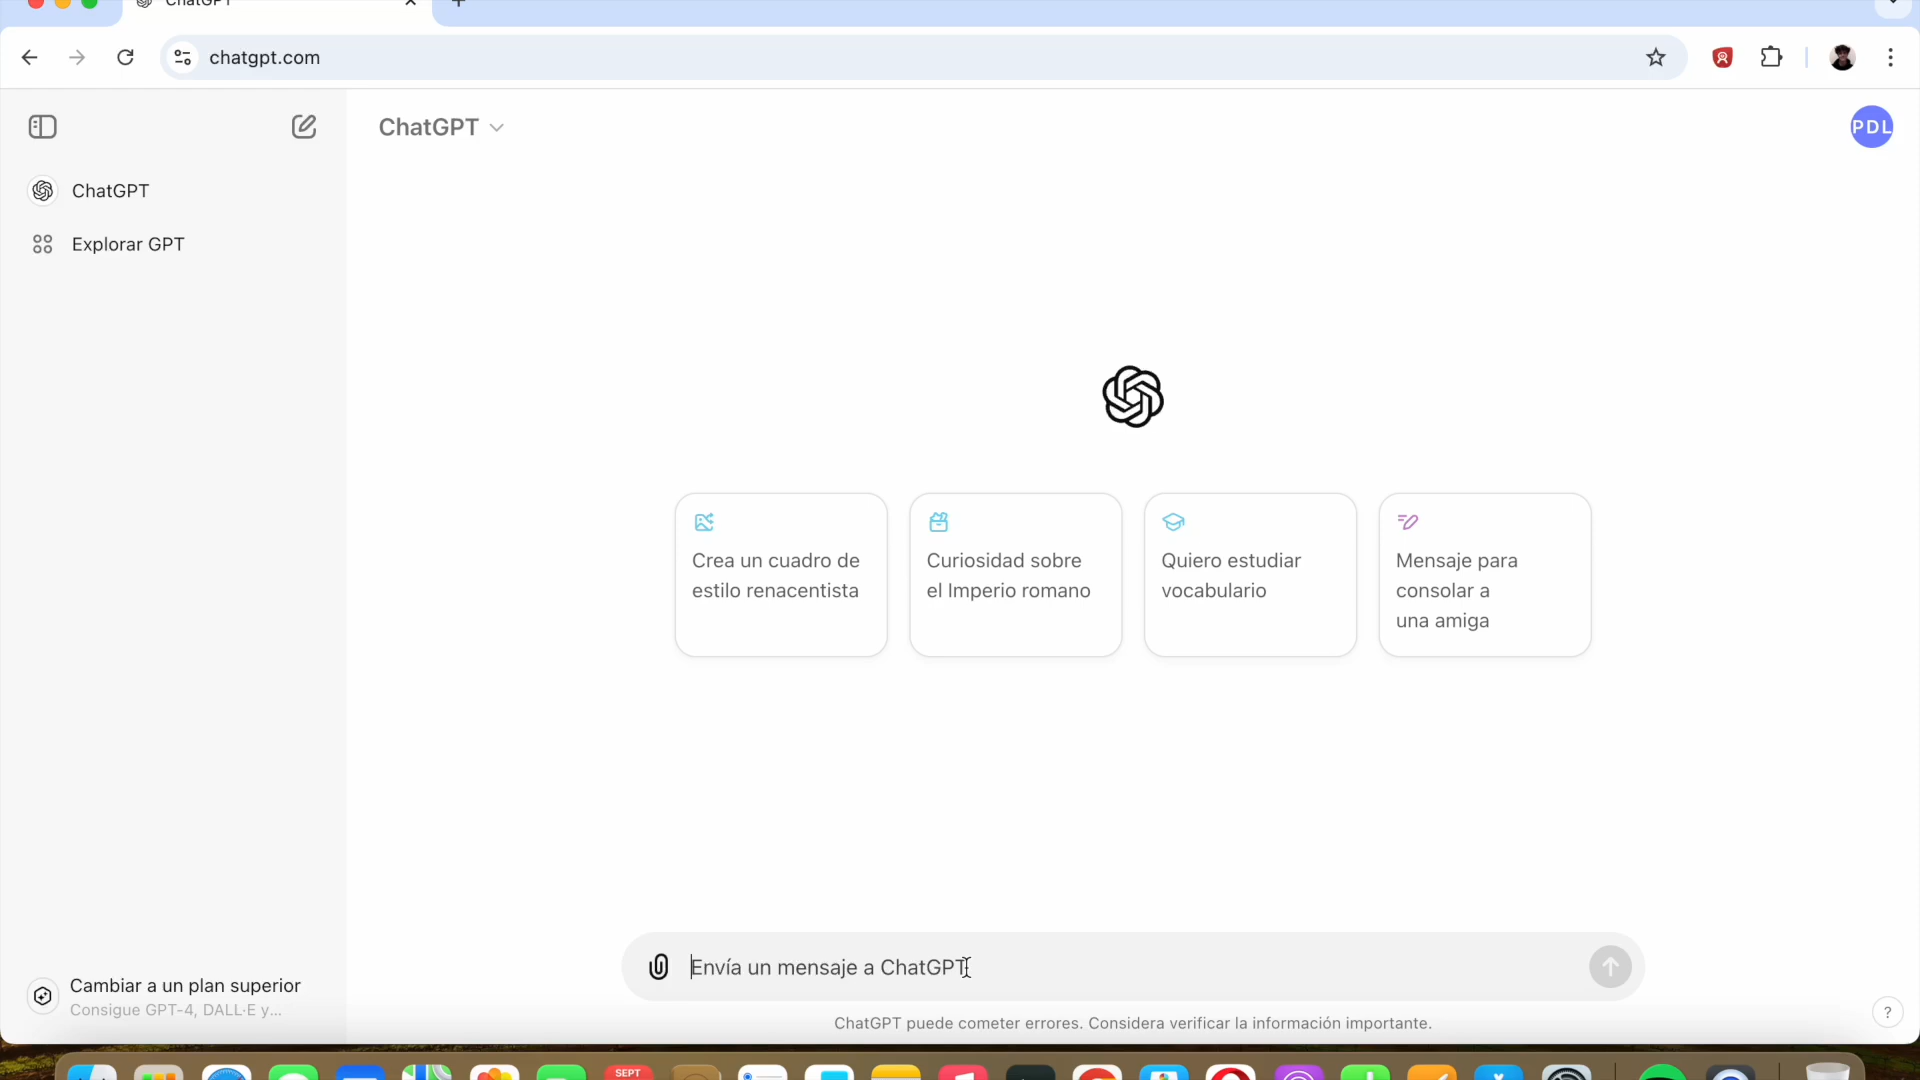 ChatGPT
chatgpt.com
ChatGPT
PDL
ChatGPT
Explorar GPT
Crea un cuadro de
estilo renacentista
Curiosidad sobre
el Imperio romano
Quiero estudiar
vocabulario
Mensaje para
consolar a
una amiga
Envía un mensaje a ChatGPT
Cambiar a un plan superior
Consigue GPT-4, DALL·E y...
ChatGPT puede cometer errores. Considera verificar la información importante.
?
SEPT